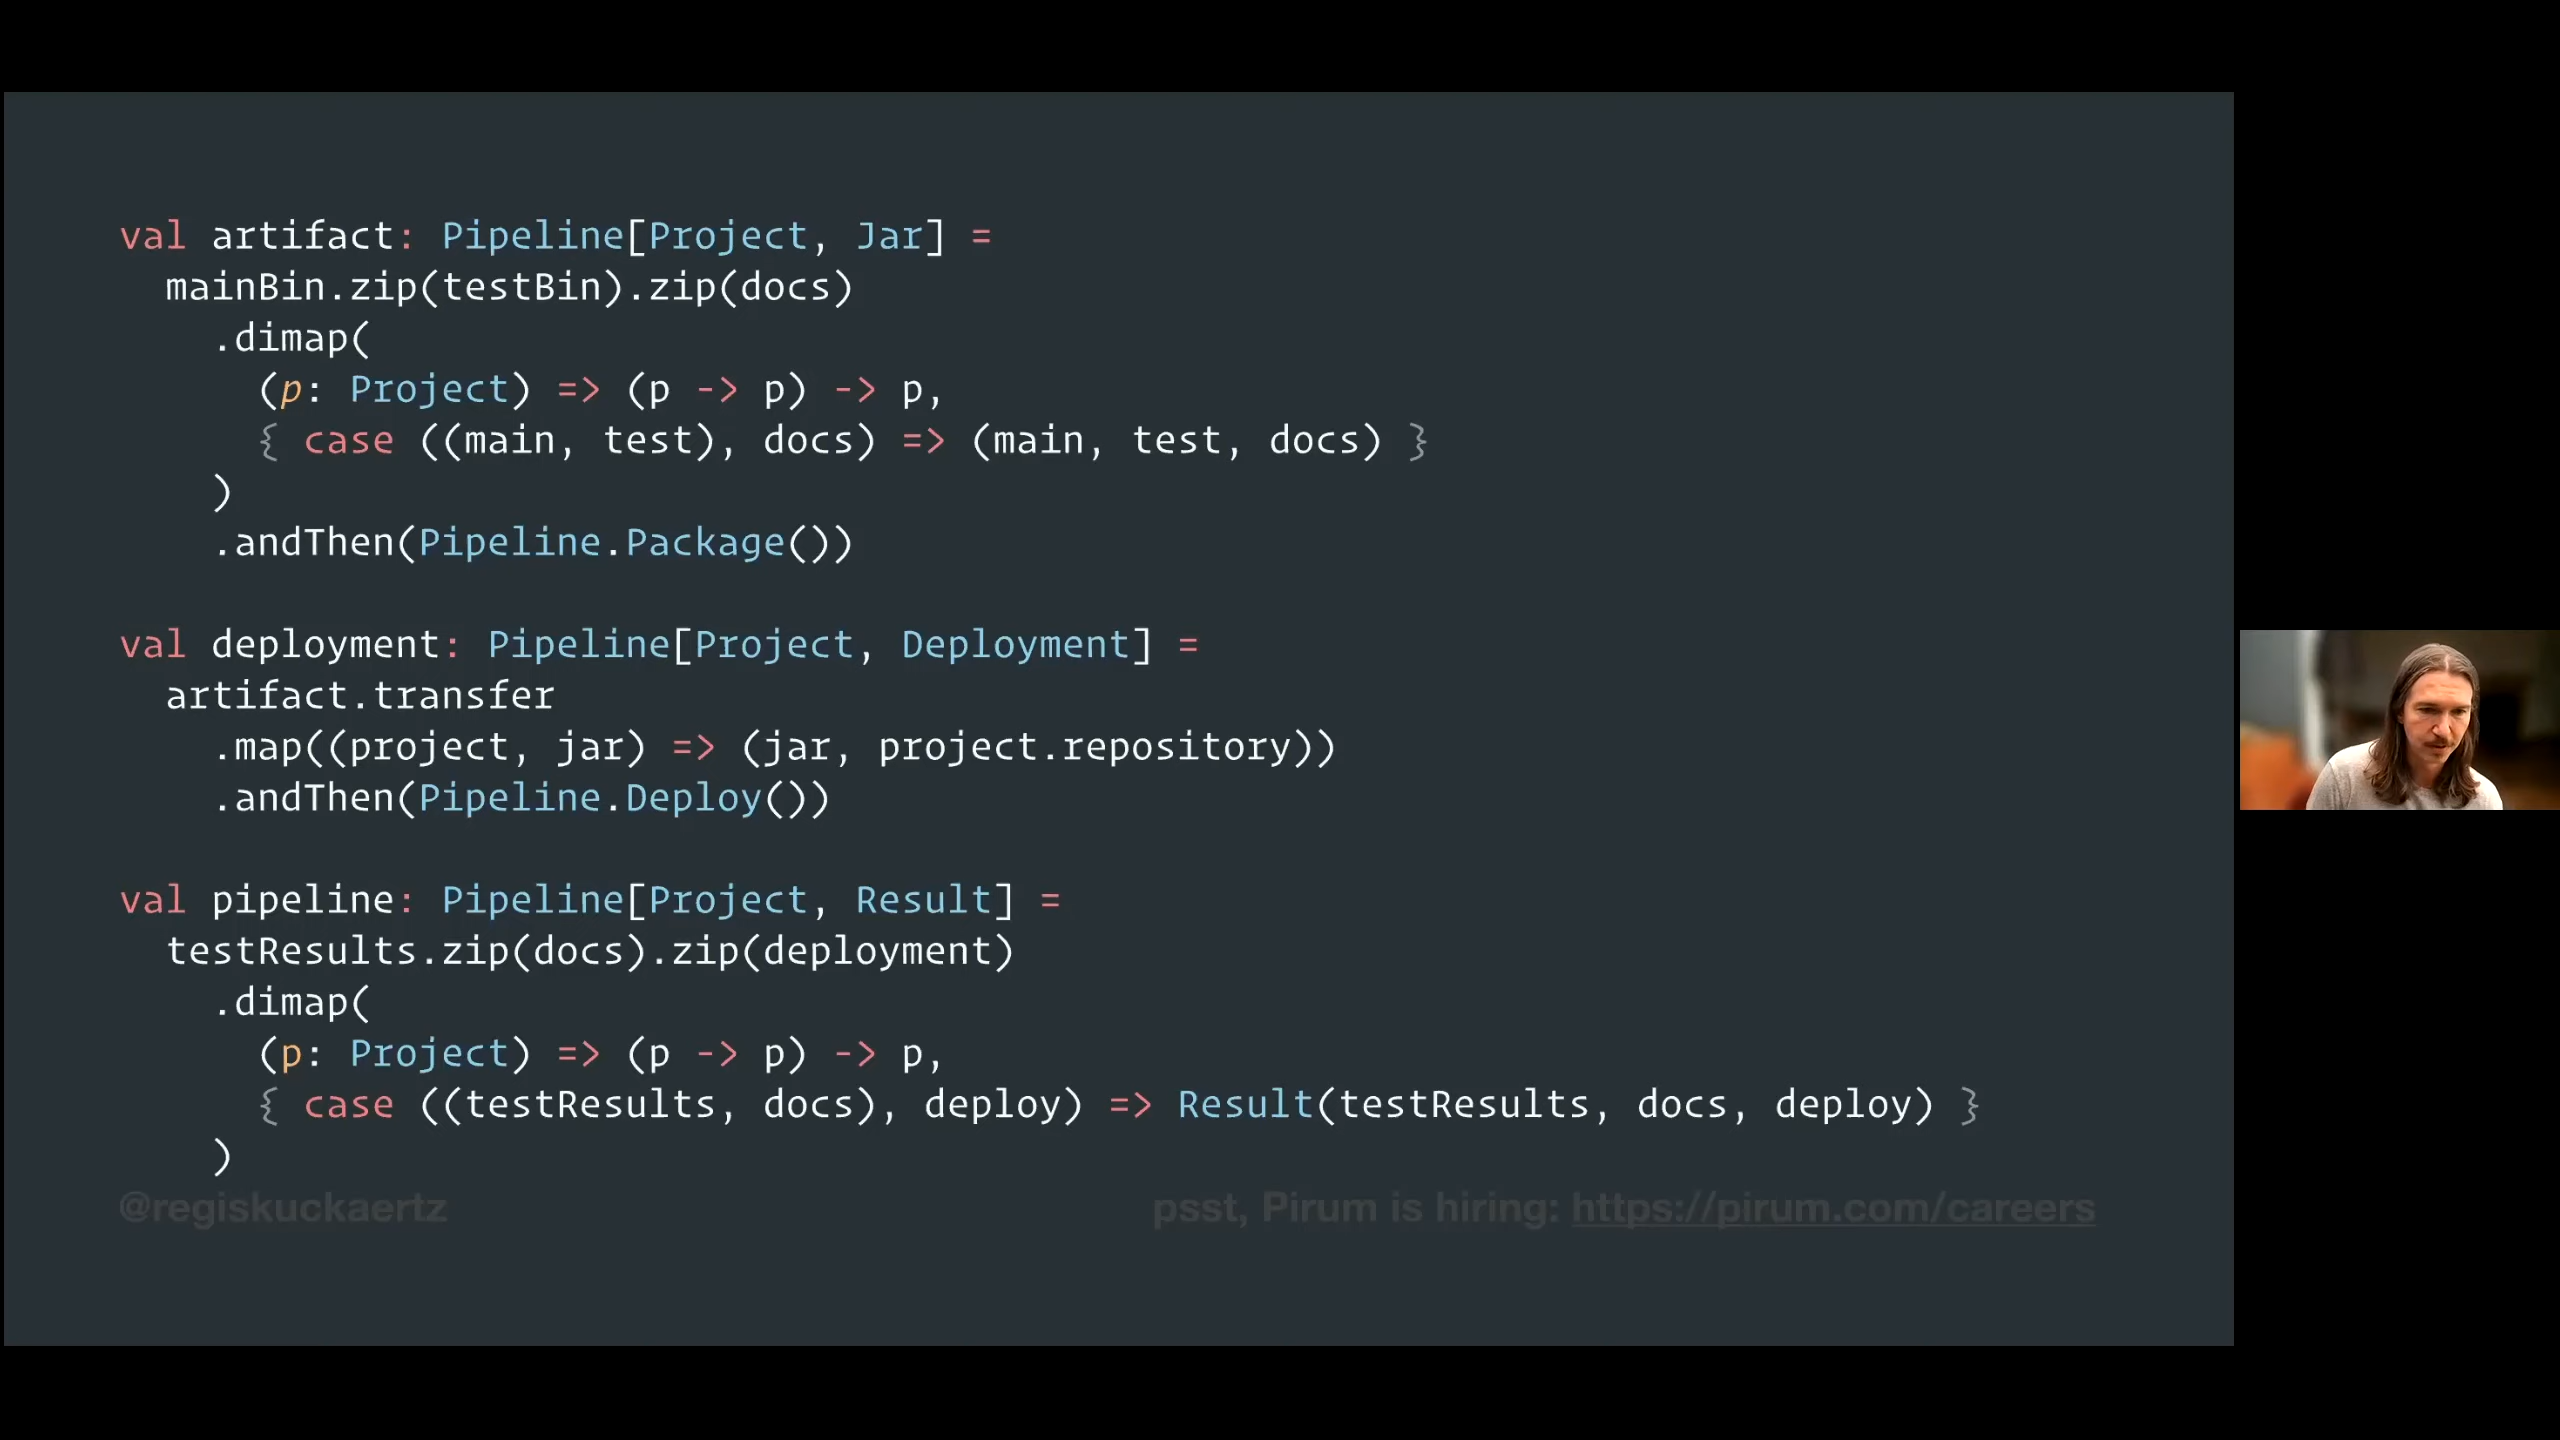 val artifact: Pipeline[Project, Jar] =
mainBin.zip(testBin).zip(docs)
.dimap(
(p: Project) => (p -> p) -> p,
{ case ((main, test), docs) => (main, test, docs) }
)
.andThen(Pipeline.Package())
val deployment: Pipeline[Project, Deployment] =
artifact.transfer
.map((project, jar) => (jar, project.repository))
.andThen(Pipeline.Deploy())
val pipeline: Pipeline[Project, Result] =
testResults.zip(docs).zip(deployment)
.dimap(
(p: Project) => (p -> p) -> p,
{ case ((testResults, docs), deploy) => Result(testResults, docs, deploy) }
)
@regiskuckaertz
psst, Pirum is hiring: https://pirum.com/careers